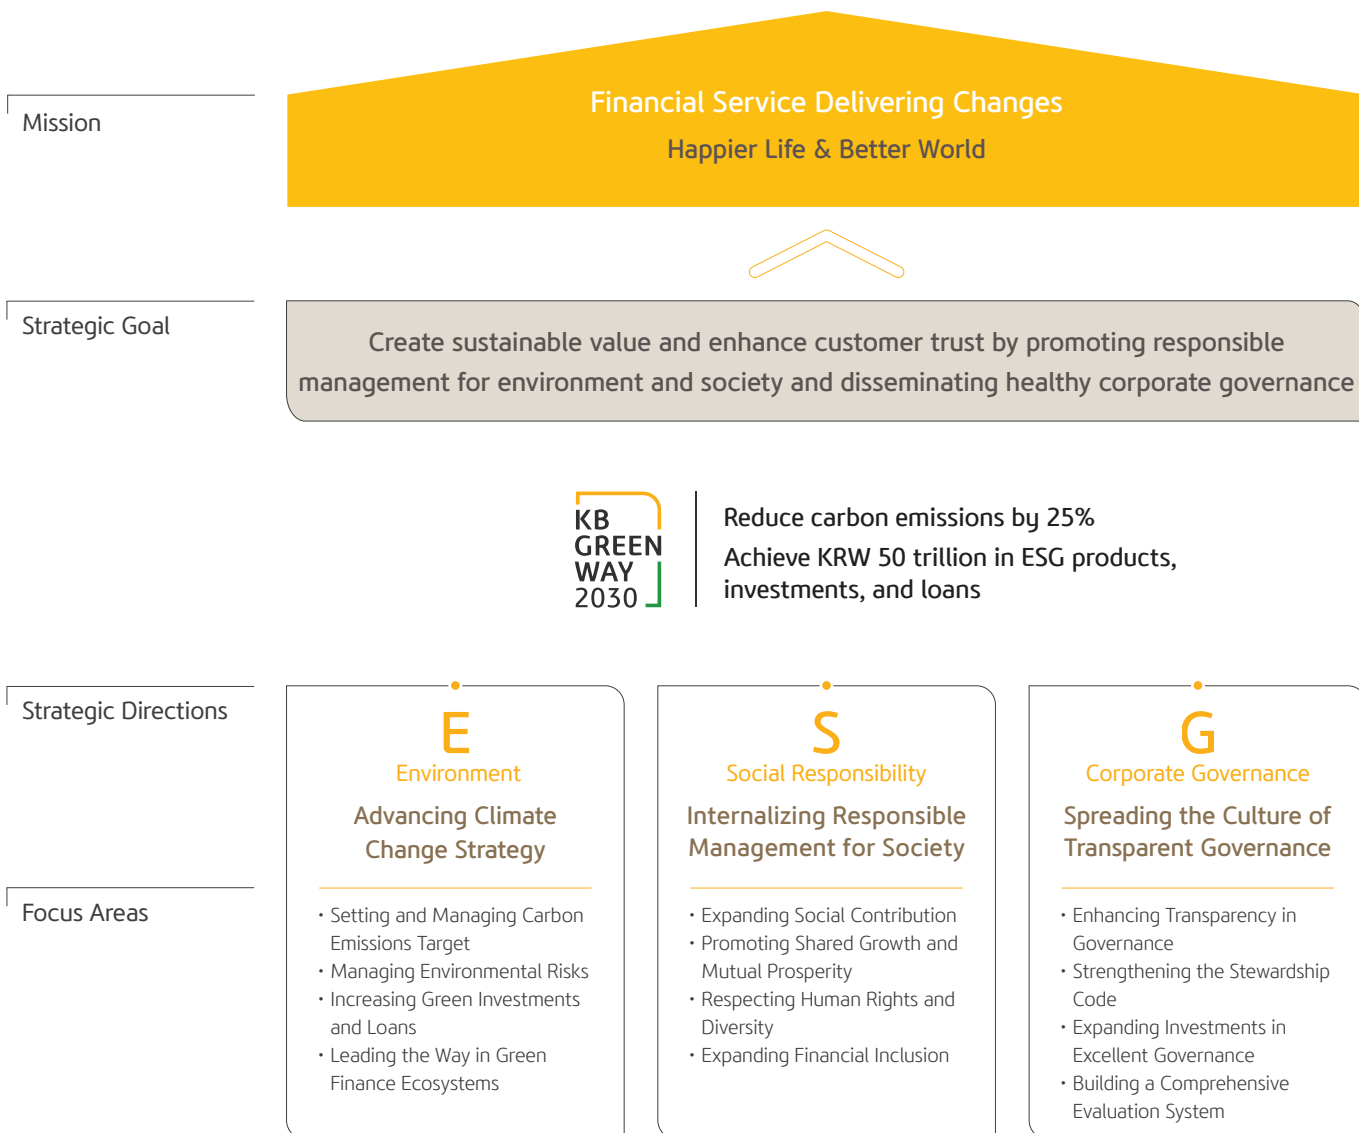 Mission
Financial Service Delivering Changes
Happier Life & Better World
Strategic Goal
Create sustainable value and enhance customer trust by promoting responsible
management for environment and society and disseminating healthy corporate governance
KB
GREEN
WAY
2030
Reduce carbon emissions by 25%
Achieve KRW 50 trillion in ESG products,
investments, and loans
Strategic Directions
E
Environment
Advancing Climate
Change Strategy
S
Social Responsibility
Internalizing Responsible
Management for Society
G
Corporate Governance
Spreading the Culture of
Transparent Governance
Focus Areas
• Setting and Managing Carbon
Emissions Target
• Managing Environmental Risks
• Increasing Green Investments
and Loans
• Leading the Way in Green
Finance Ecosystems
• Expanding Social Contribution
• Promoting Shared Growth and
Mutual Prosperity
• Respecting Human Rights and
Diversity
• Expanding Financial Inclusion
• Enhancing Transparency in
Governance
• Strengthening the Stewardship
Code
• Expanding Investments in
Excellent Governance
• Building a Comprehensive
Evaluation System